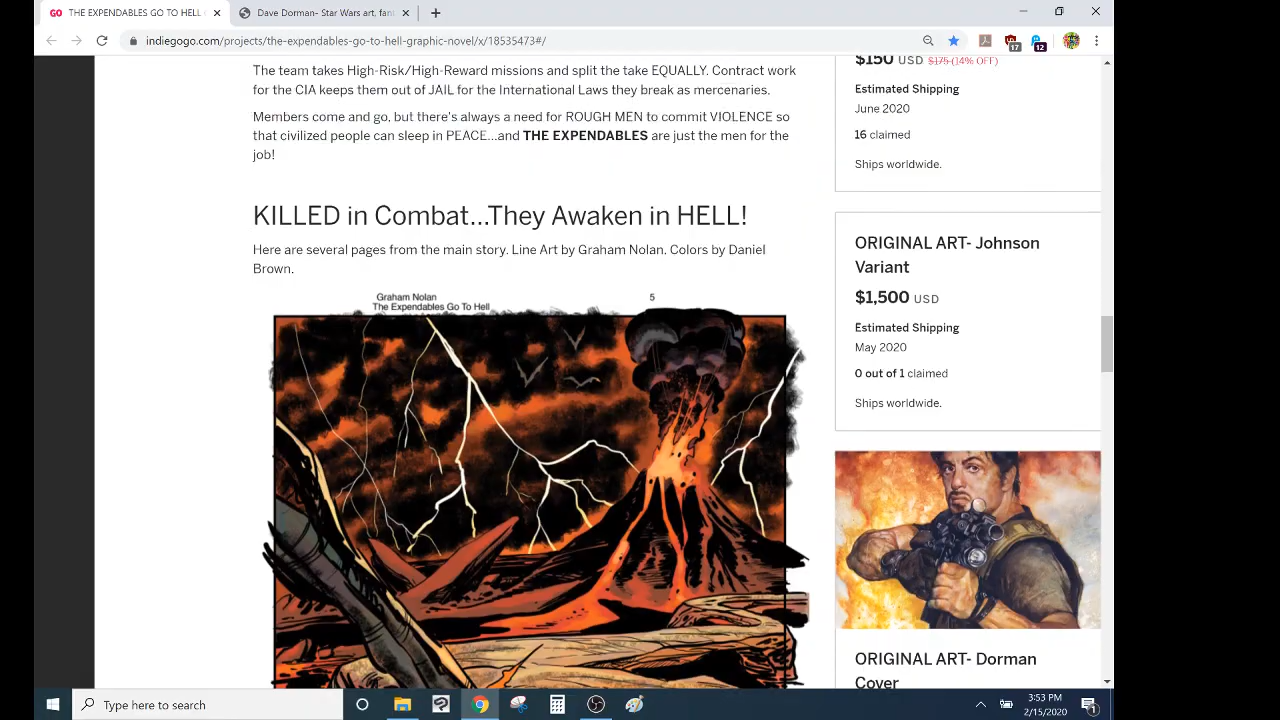 THE EXPENDABLES GO TO HELL
Dave Dorman- Star Wars art, fan
indiegogo.com/projects/the-expendables-go-to-hell-graphic-novel/x/18535473#/
17
12
The team takes High-Risk/High-Reward missions and split the take EQUALLY. Contract work
for the CIA keeps them out of JAIL for the International Laws they break as mercenaries.
Members come and go, but there's always a need for ROUGH MEN to commit VIOLENCE so
that civilized people can sleep in PEACE...and THE EXPENDABLES are just the men for the
job!
KILLED in Combat...They Awaken in HELL!
Here are several pages from the main story. Line Art by Graham Nolan. Colors by Daniel
Brown.
Graham Nolan 5
The Expendables Go To Hell
$150 USD $175 (14% OFF)
Estimated Shipping
June 2020
16 claimed
Ships worldwide.
ORIGINAL ART- Johnson
Variant
$1,500 USD
Estimated Shipping
May 2020
0 out of 1 claimed
Ships worldwide.
ORIGINAL ART- Dorman
Cover
Type here to search
3:53 PM
2/15/2020
1